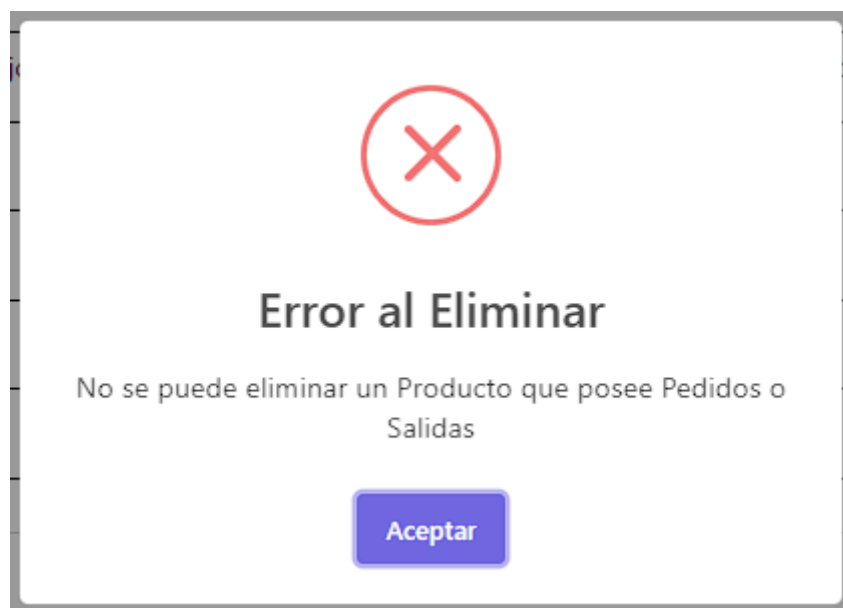 Error al Eliminar
No se puede eliminar un Producto que posee Pedidos o
Salidas
Aceptar